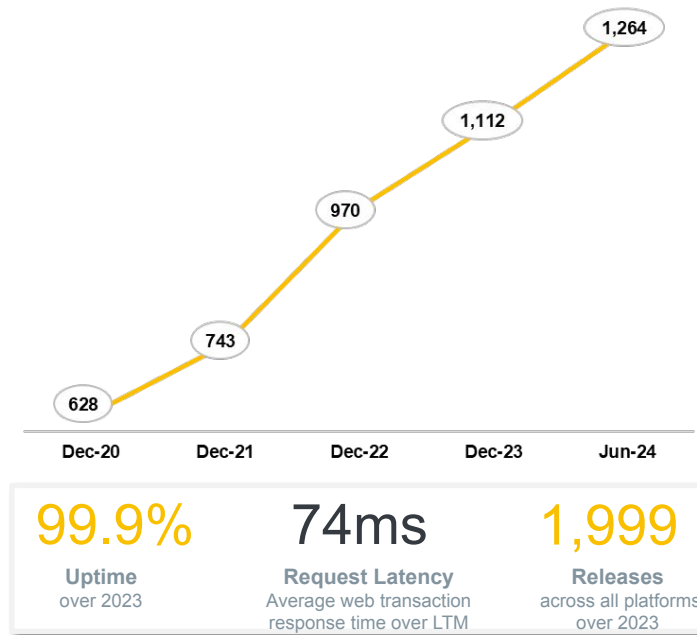 1,264
1,112
970
743
628
Dec-20 Dec-21 Dec-22 Dec-23 Jun-24
99.9% 74ms 1,999
Uptime Request Latency Releases
over 2023 Average web transaction across all platforms
response time over LTM over 2023